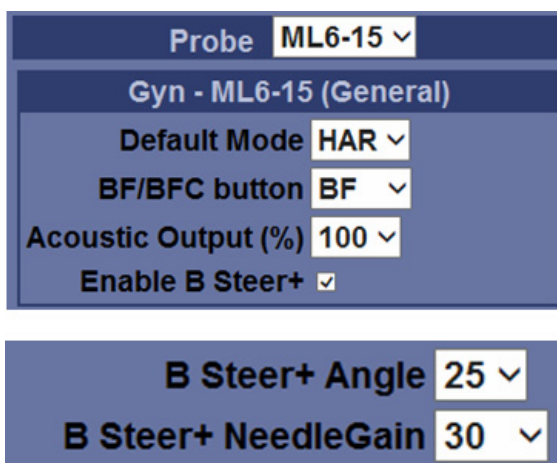 Probe ML6-15
Gyn - ML6-15 (General)
Default Mode HAR
BF/BFC button BF
Acoustic Output (%) 100
Enable B Steer+
B Steer+ Angle 25
B Steer+ NeedleGain 30